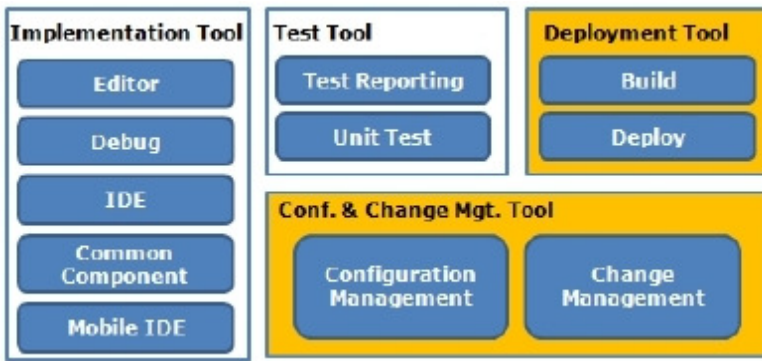 Implementation Tool
Editor
Debug
IDE
Common
Component
Mobile IDE
Test Tool
Test Reporting
Unit Test
Deployment Tool
Build
Deploy
Conf. & Change Mgt. Tool
Configuration
Management
Change
Management